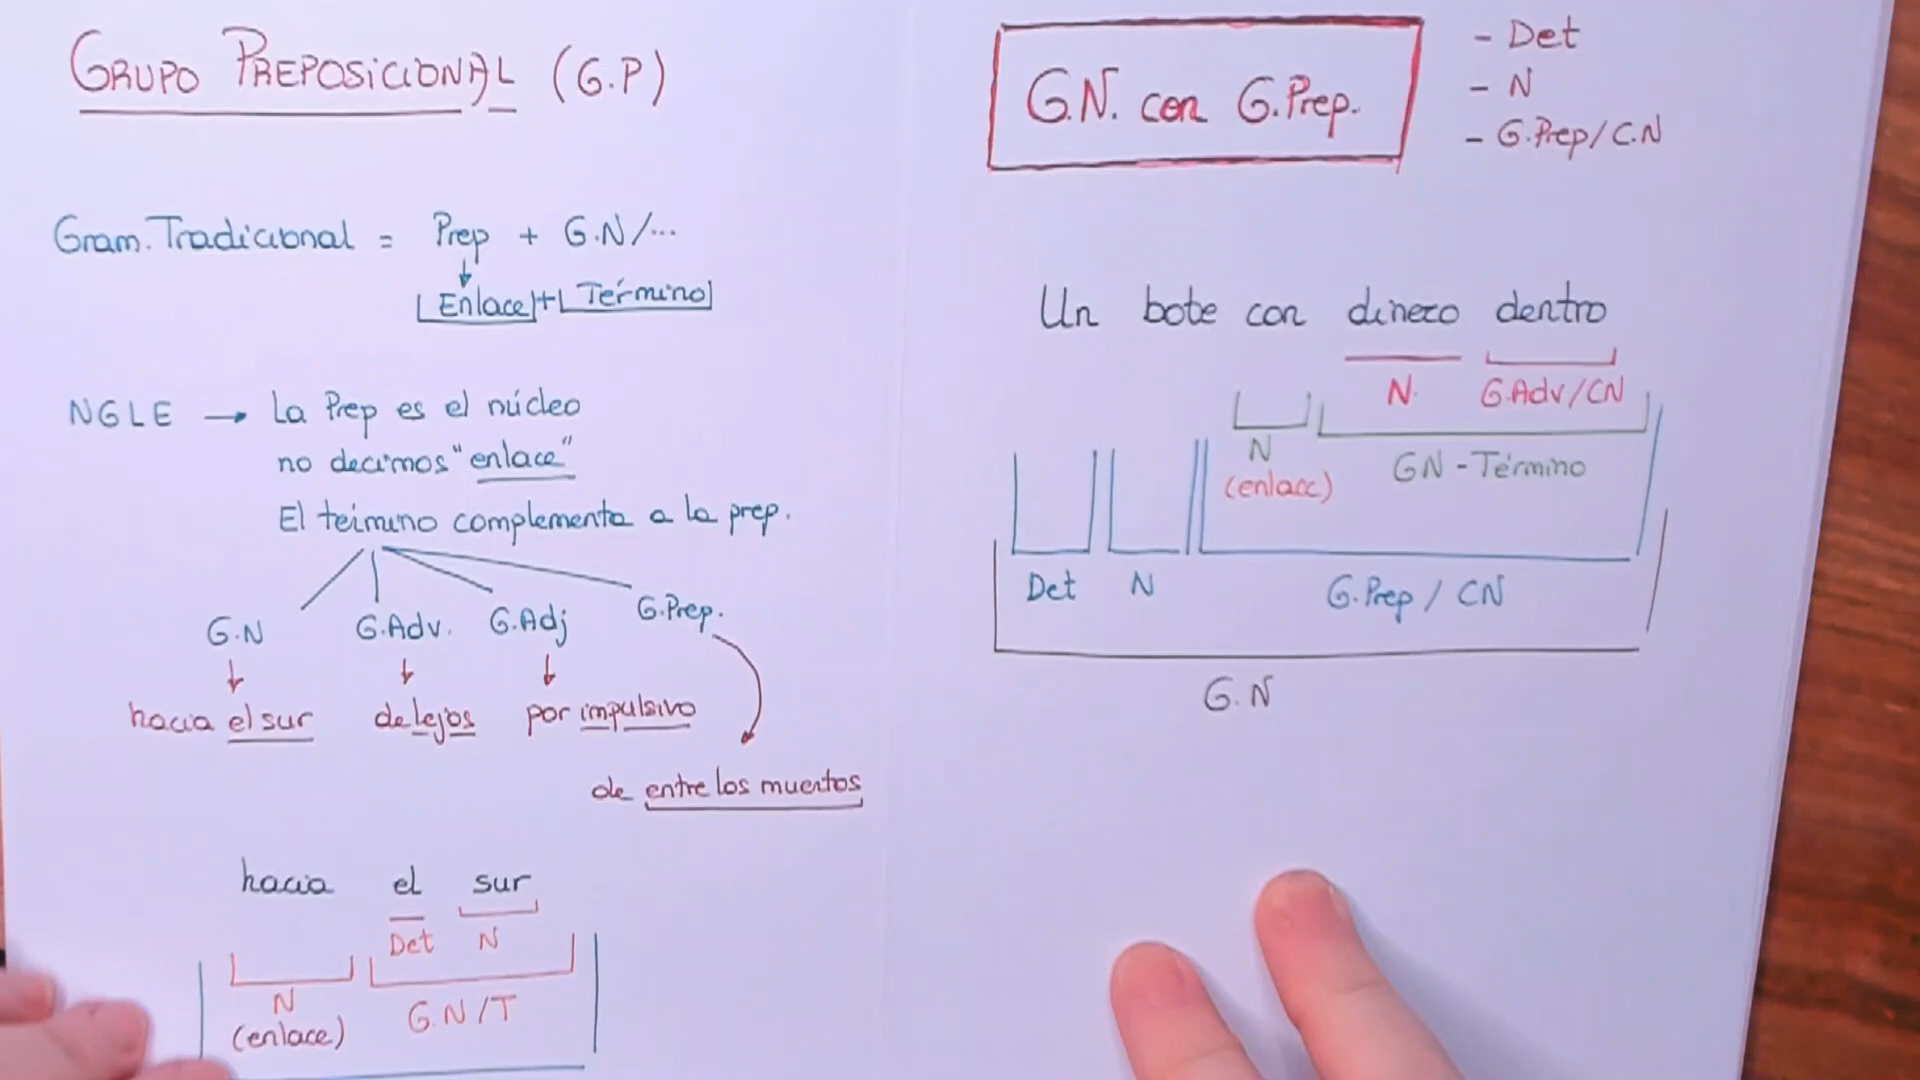 GRUPO PREPOSICIONAL (G.P)
Gram. Tradicional = Prep + G.N/...
Enlace + Término
NGLE → La Prep es el núcleo
no decimos "enlace"
El término complementa a la prep.
G.N G.Adv. G.Adj G.Prep.
hacia el sur de lejos por impulsivo
de entre los muertos
hacia el sur
Det N
N G.N/T
(enlace)
G.N. con G.Prep.
- Det
- N
- G.Prep/C.N
Un bote con dinero dentro
N. G.Adv/CN
N GN - Término
(enlace)
Det N G.Prep / CN
G.N